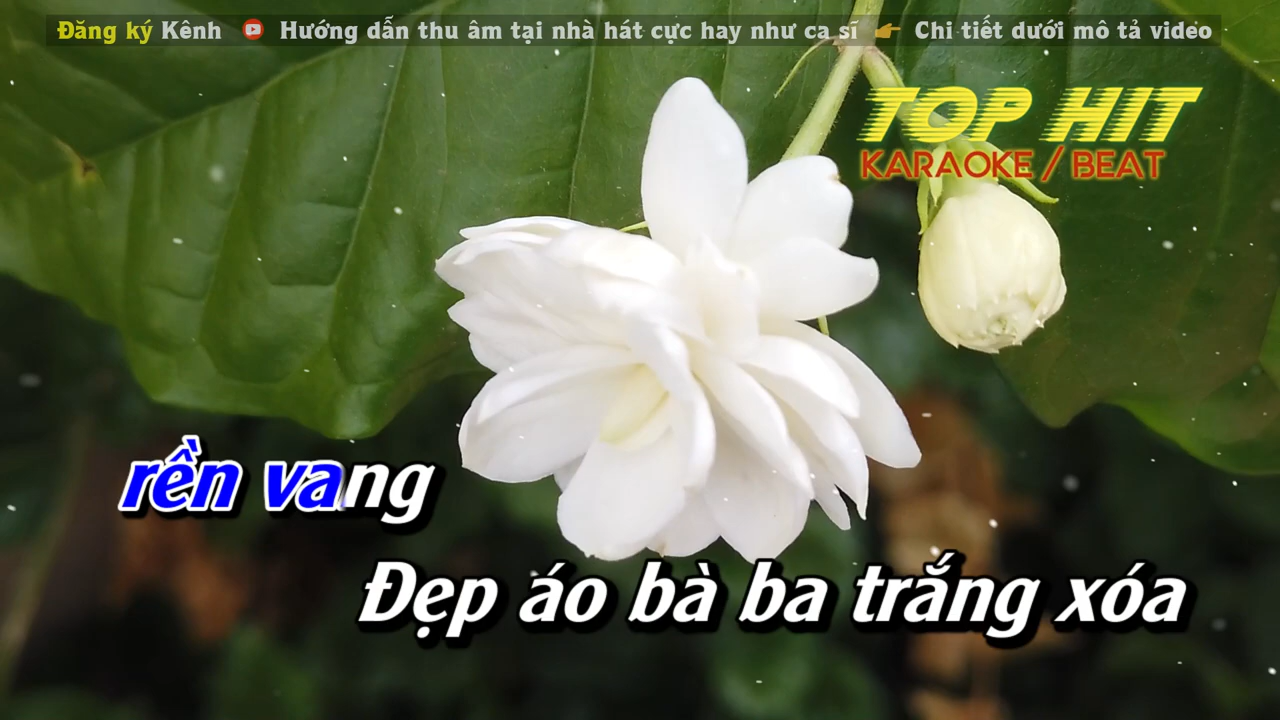 Đăng ký Kênh Hướng dẫn thu âm tại nhà hát cực hay như ca sĩ Chi tiết dưới mô tả video
TOP HIT
KARAOKE / BEAT
rền vang
Đẹp áo bà ba trắng xóa